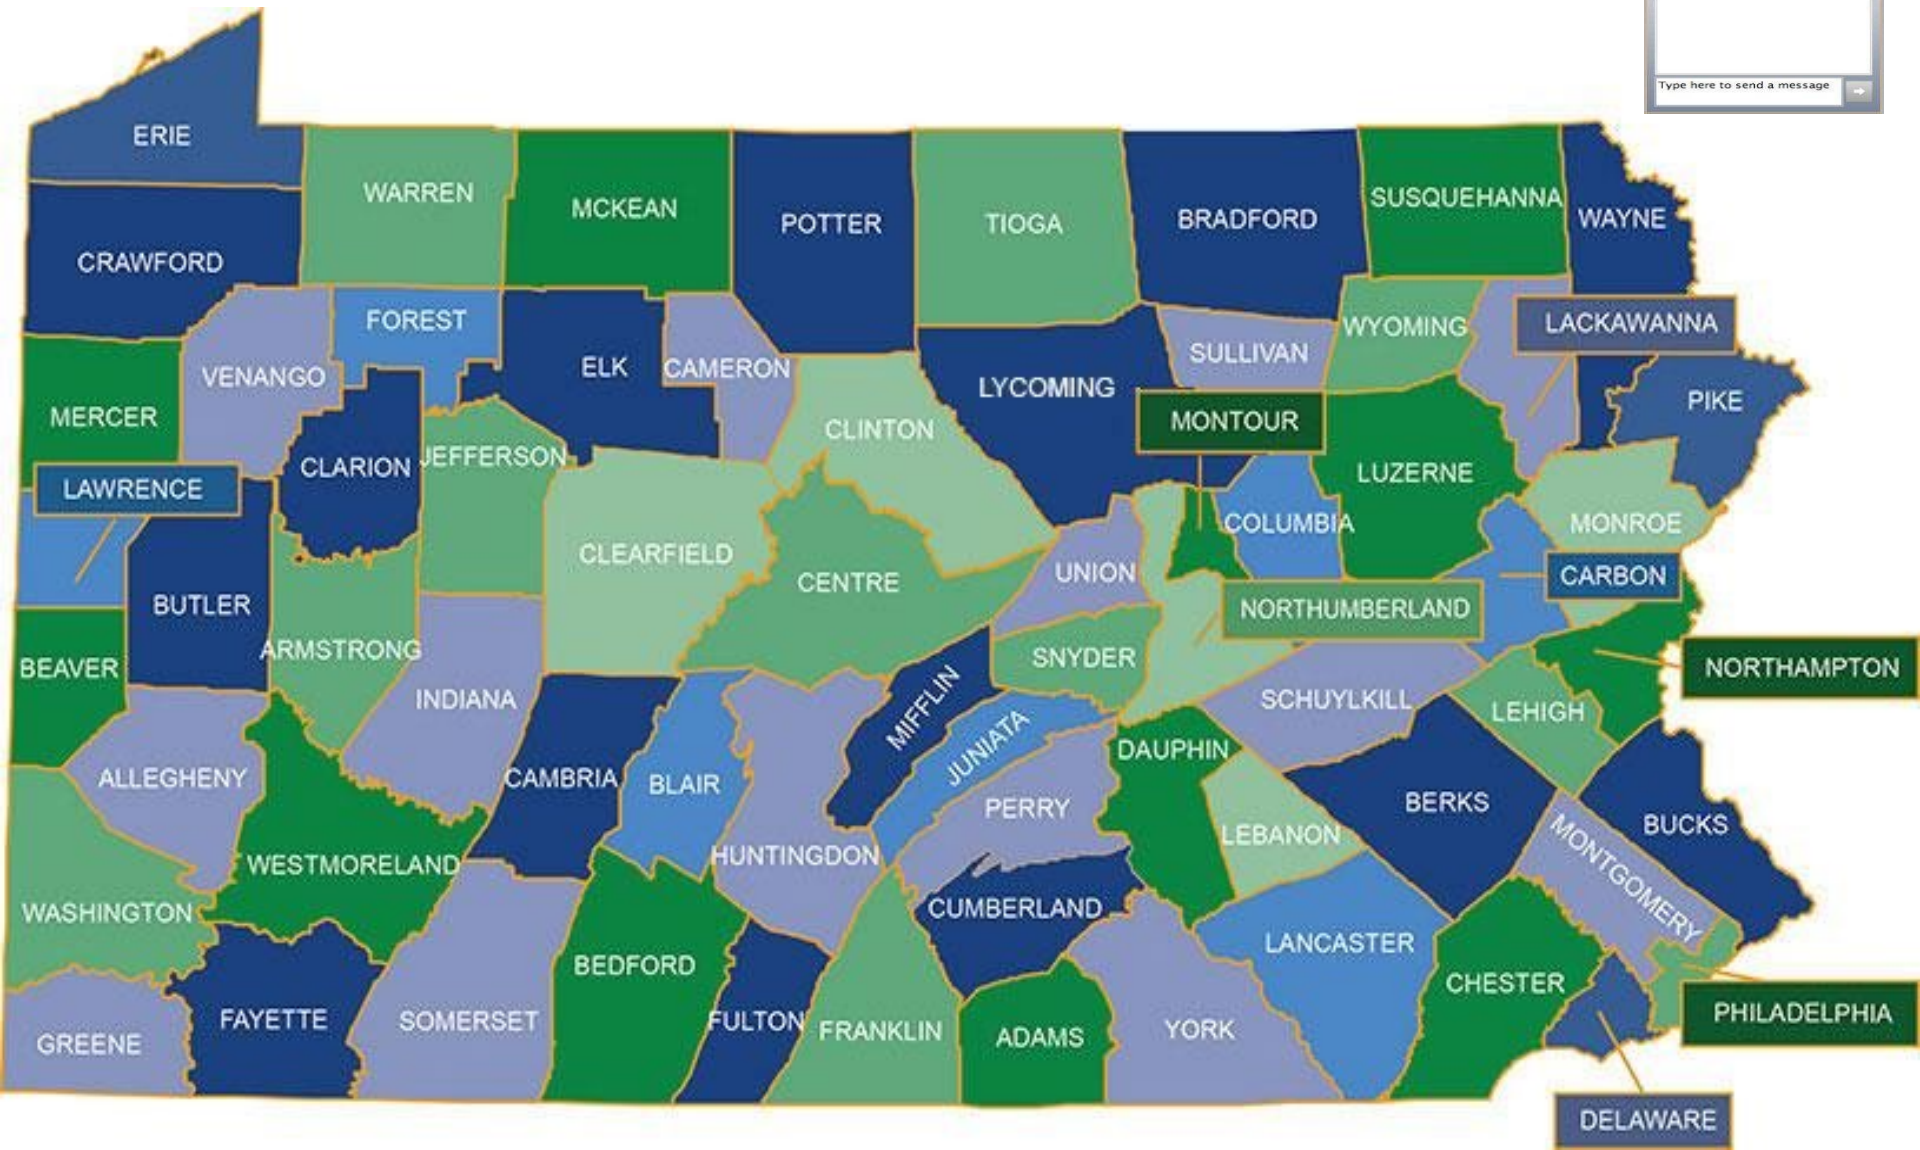 Type here to send a message
ERIE
WARREN
MCKEAN
POTTER
TIOGA
BRADFORD
SUSQUEHANNA
WAYNE
CRAWFORD
VENANGO
FOREST
ELK
CAMERON
LYCOMING
SULLIVAN
WYOMING
LACKAWANNA
PIKE
MERCER
CLARION
JEFFERSON
CLINTON
MONTOUR
LUZERNE
LAWRENCE
CLEARFIELD
CENTRE
UNION
COLUMBIA
MONROE
CARBON
BUTLER
ARMSTRONG
NORTHUMBERLAND
BEAVER
INDIANA
SNYDER
MIFFLIN
JUNIATA
SCHUYLKILL
LEHIGH
NORTHAMPTON
ALLEGHENY
CAMBRIA
BLAIR
HUNTINGDON
PERRY
DAUPHIN
LEBANON
BERKS
MONTGOMERY
BUCKS
WESTMORELAND
WASHINGTON
CUMBERLAND
LANCASTER
CHESTER
BEDFORD
PHILADELPHIA
GREENE
FAYETTE
SOMERSET
FULTON
FRANKLIN
ADAMS
YORK
DELAWARE